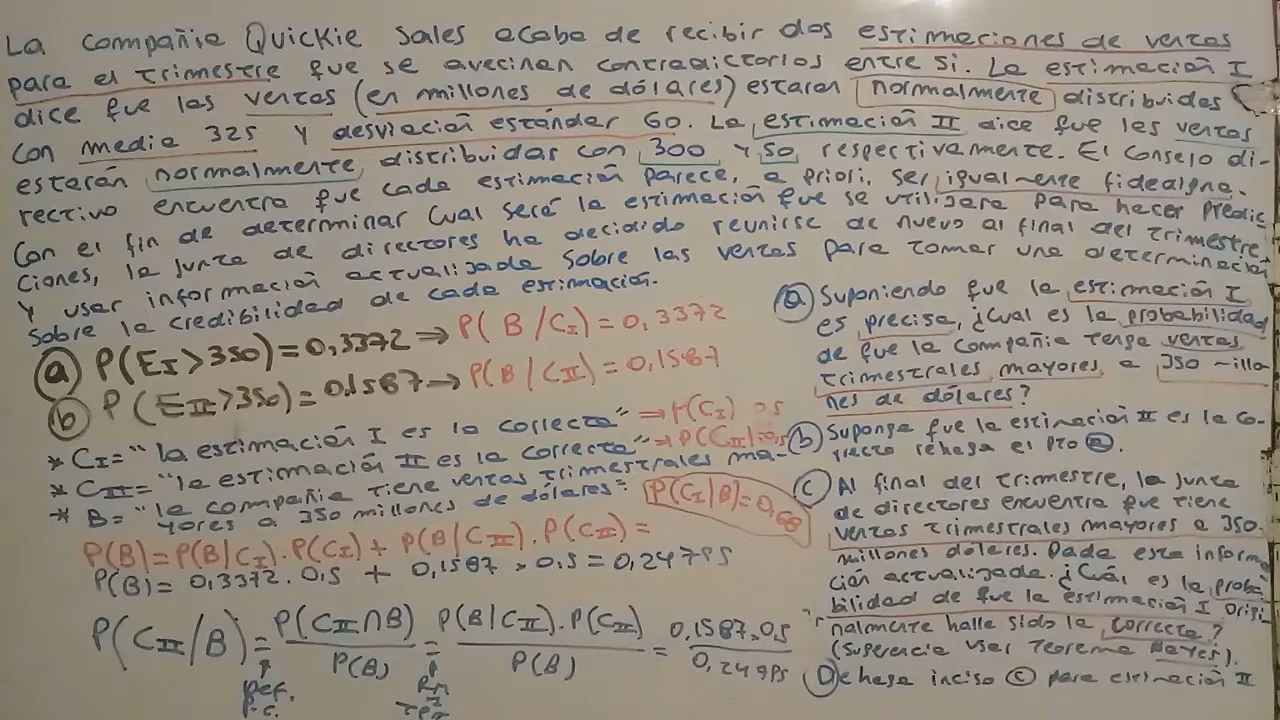 La compañia Quickie Sales acaba de recibir dos estimaciones de ventas
para el trimestre que se avecinan contradictorios entre si. La estimación I
dice que las ventas (en millones de dólares) estaran normalmente distribuidas
con media 325 y desviación estándar 60. La estimación II dice que las ventas
estarán normalmente distribuidas con 300 y 50 respectivamente. El consejo di-
rectivo encuentra que cada estimación parece, a priori, ser igualmente fidedigna.
Con el fin de determinar cual será la estimación que se utilizara para hacer predic
ciones, la junta de directores ha decidido reunirse de nuevo al final del trimestre
y usar información actualizada sobre las ventas para tomar una determinación
sobre la credibilidad de cada estimación.
a) P(EI>350)=0,3372 → P(B/CI)=0,3372
b) P(EII>350)=0,1587 → P(B/CII)=0,1587
* CI="la estimación I es la correcta" → P(CI) 0.5
* CII="la estimación II es la correcta" → P(CII)=0.5
* B="la compañia tiene ventas trimestrales ma-
yores a 350 millones de dólares"
P(CI|B)=0,68
P(B)=P(B|CI).P(CI)+P(B|CII).P(CII)=
P(B)=0,3372.0.5 + 0,1587 × 0.5=0,24795
P(CII/B) = P(CII∩B) / P(B) = P(B|CII).P(CII) / P(B) = 0,1587×0,5 / 0,24795
Def.
P.C.
a) Suponiendo que la estimación I
es precisa, ¿Cual es la probabilidad
de que la compañia tenga ventas
trimestrales mayores a 350 millo-
nes de dólares?
b) Suponga que la estimación II es la co-
rrecta rehaga el pto a.
c) Al final del trimestre, la junta
de directores encuentra que tiene
ventas trimestrales mayores a 350
millones dólares. Dada esta informa
ción actualizada. ¿Cuál es la proba
bilidad de que la estimación I origi
nalmente halla sido la correcta?
(Sugerencia Usar Teorema Bayes).
D) Rehaga inciso c para estimación II